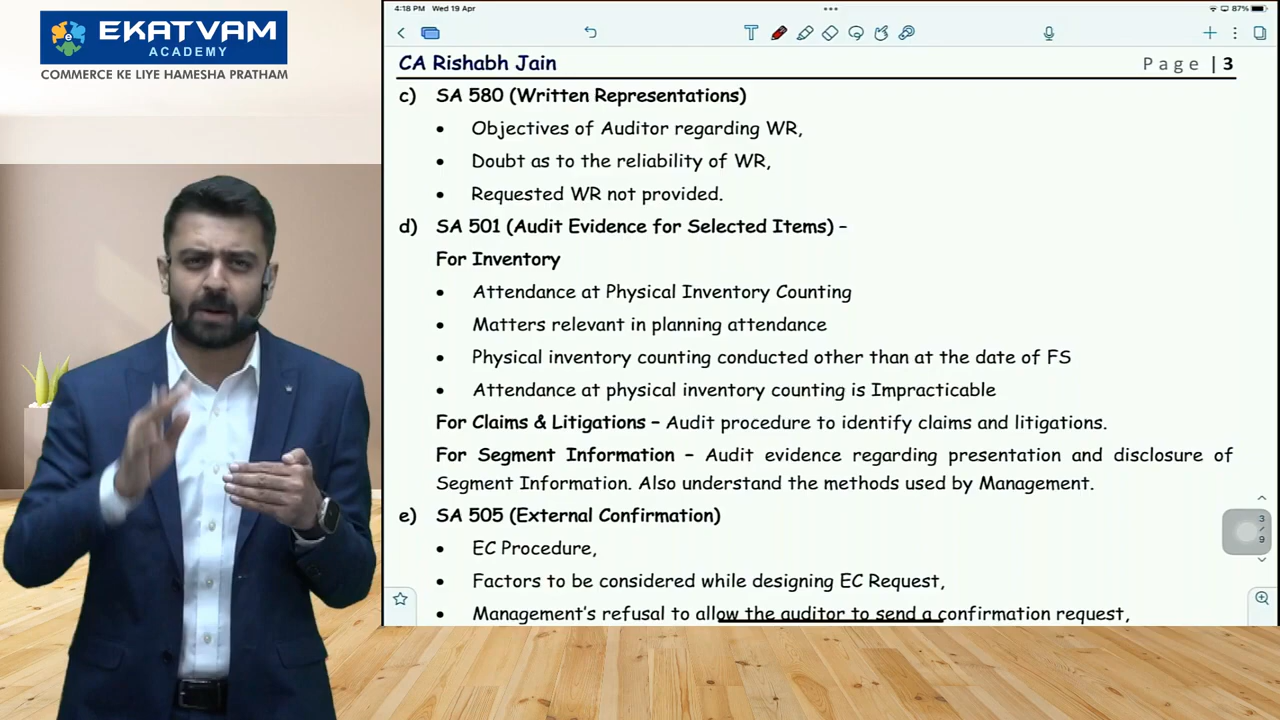 EKATVAM
ACADEMY
COMMERCE KE LIYE HAMESHA PRATHAM
4:18 PM Wed 19 Apr
87%
CA Rishabh Jain
Page | 3
c) SA 580 (Written Representations)
• Objectives of Auditor regarding WR,
• Doubt as to the reliability of WR,
• Requested WR not provided.
d) SA 501 (Audit Evidence for Selected Items) –
For Inventory
• Attendance at Physical Inventory Counting
• Matters relevant in planning attendance
• Physical inventory counting conducted other than at the date of FS
• Attendance at physical inventory counting is Impracticable
For Claims & Litigations – Audit procedure to identify claims and litigations.
For Segment Information – Audit evidence regarding presentation and disclosure of
Segment Information. Also understand the methods used by Management.
e) SA 505 (External Confirmation)
• EC Procedure,
• Factors to be considered while designing EC Request,
• Management's refusal to allow the auditor to send a confirmation request,
3
/
9